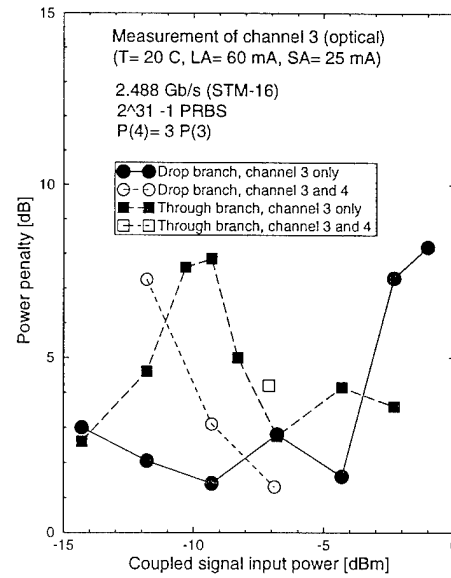 Measurement of channel 3 (optical)
(T= 20 C, LA= 60 mA, SA= 25 mA)
2.488 Gb/s (STM-16)
2^31 -1 PRBS
P(4)= 3 P(3)
Drop branch, channel 3 only
Drop branch, channel 3 and 4
Through branch, channel 3 only
Through branch, channel 3 and 4
Power penalty [dB]
15
10
5
0
-15
-10
-5
0
Coupled signal input power [dBm]